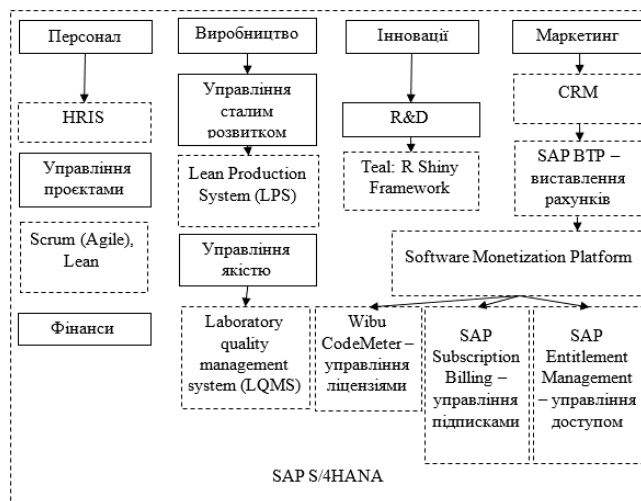 Персонал
HRIS
Управління
проєктами
Scrum (Agile),
Lean
Фінанси
Виробництво
Управління
сталим
розвитком
Lean Production
System (LPS)
Управління
якістю
Laboratory
quality
management
system (LQMS)
Інновації
R&D
Teal: R Shiny
Framework
Маркетинг
CRM
SAP BTP –
виставлення
рахунків
Software Monetization Platform
Wibu
CodeMeter –
управління
ліцензіями
SAP
Subscription
Billing –
управління
підписками
SAP
Entitlement
Management
– управління
доступом
SAP S/4HANA